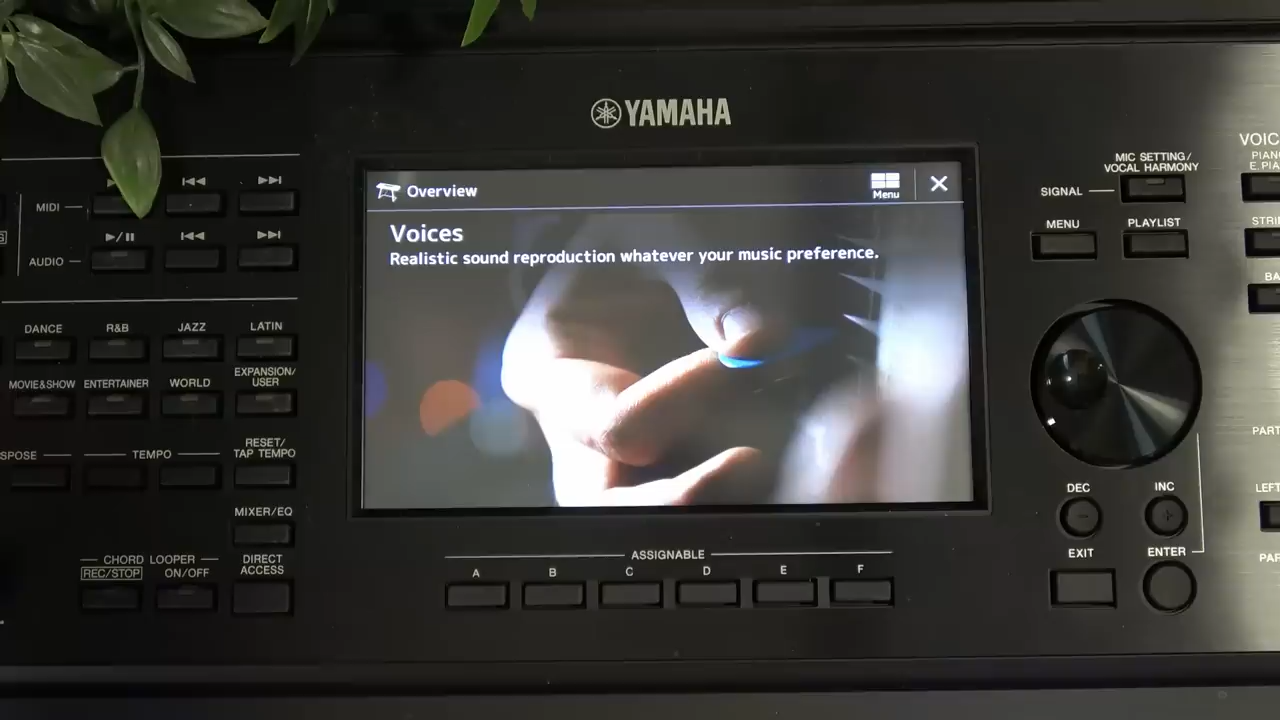 YAMAHA
Overview
Menu
Voices
Realistic sound reproduction whatever your music preference.
MIDI
AUDIO
DANCE
R&B
JAZZ
LATIN
MOVIE&SHOW
ENTERTAINER
WORLD
EXPANSION/
USER
SPOSE
TEMPO
RESET/
TAP TEMPO
MIXER/EQ
CHORD LOOPER
REC/STOP
ON/OFF
DIRECT
ACCESS
ASSIGNABLE
A B C D E F
MIC SETTING/
VOCAL HARMONY
SIGNAL
MENU
PLAYLIST
DEC
INC
EXIT
ENTER
VOIC
PIAN
E.PIA
STRI
BA
PART
LEFT
PAR